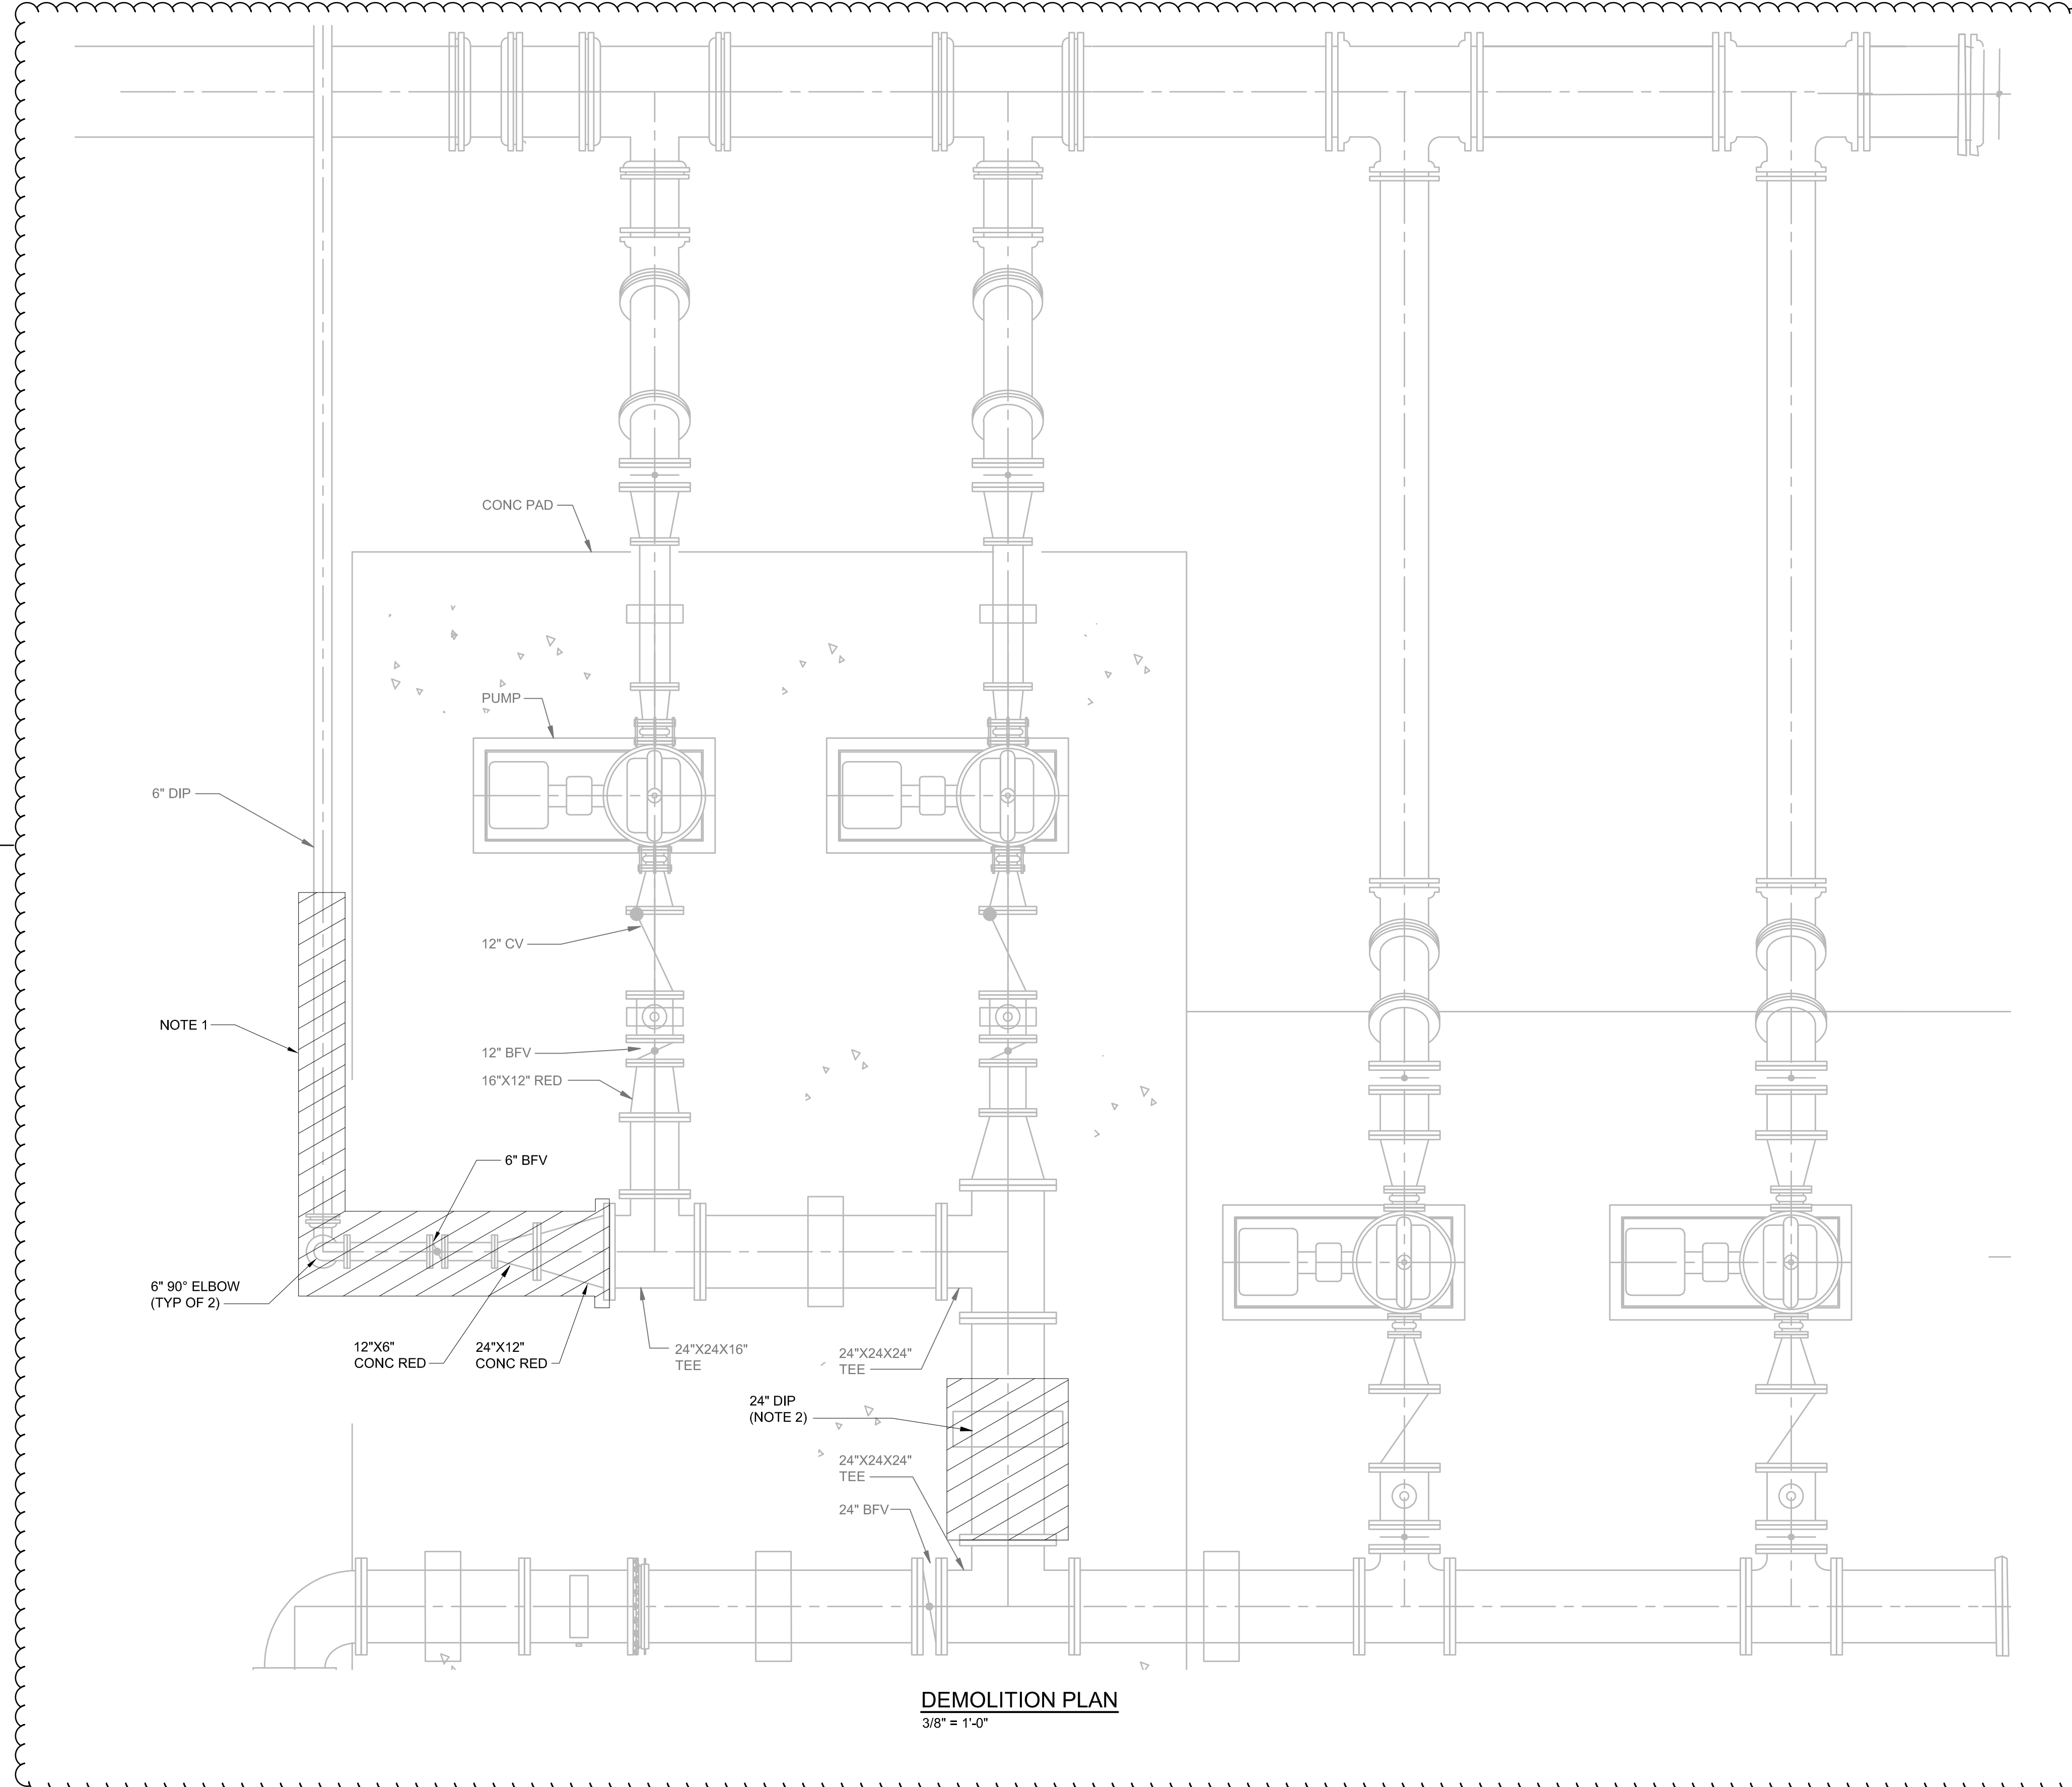 CONC PAD
PUMP
6" DIP
12" CV
NOTE 1
12" BFV
16"X12" RED
6" BFV
6" 90° ELBOW
(TYP OF 2)
12"X6"
CONC RED
24"X12"
CONC RED
24"X24X16"
TEE
24"X24X24"
TEE
24" DIP
(NOTE 2)
24"X24X24"
TEE
24" BFV
DEMOLITION PLAN
3/8" = 1'-0"